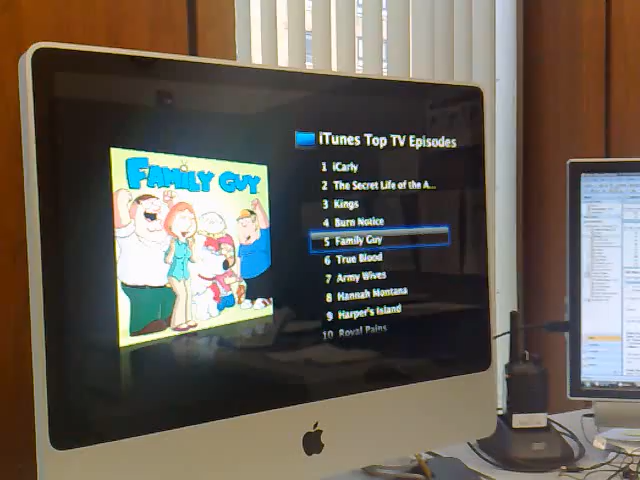 iTunes Top TV Episodes
FAMILY GUY
1 iCarly
2 The Secret Life of the A...
3 Kings
4 Burn Notice
5 Family Guy
6 True Blood
7 Army Wives
8 Hannah Montana
9 Harper's Island
10 Royal Pains